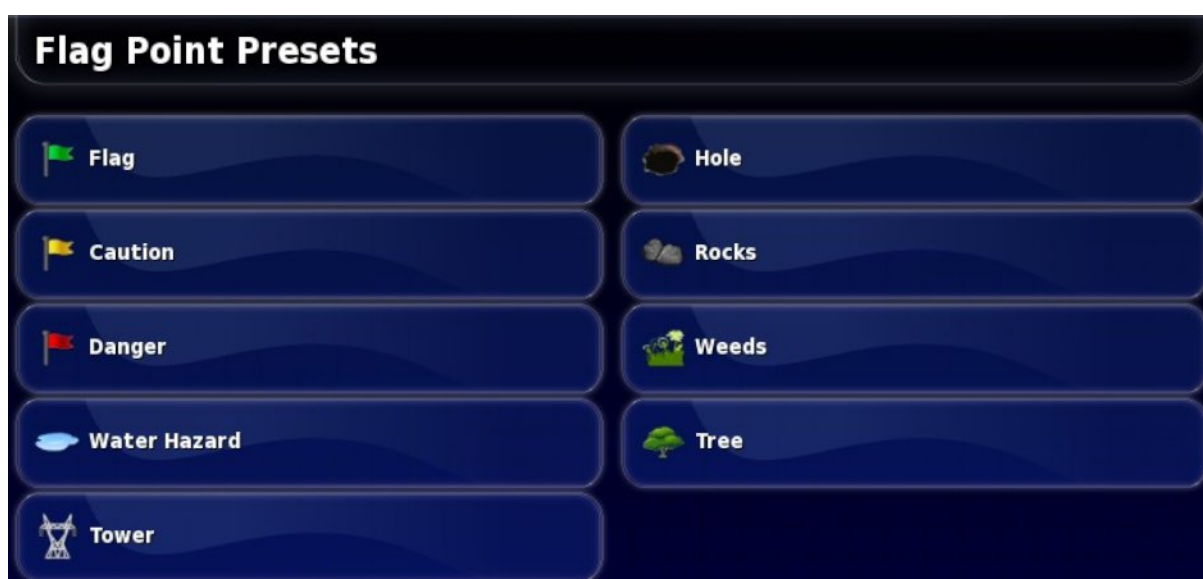 Flag Point Presets
Flag
Hole
Caution
Rocks
Danger
Weeds
Water Hazard
Tree
Tower